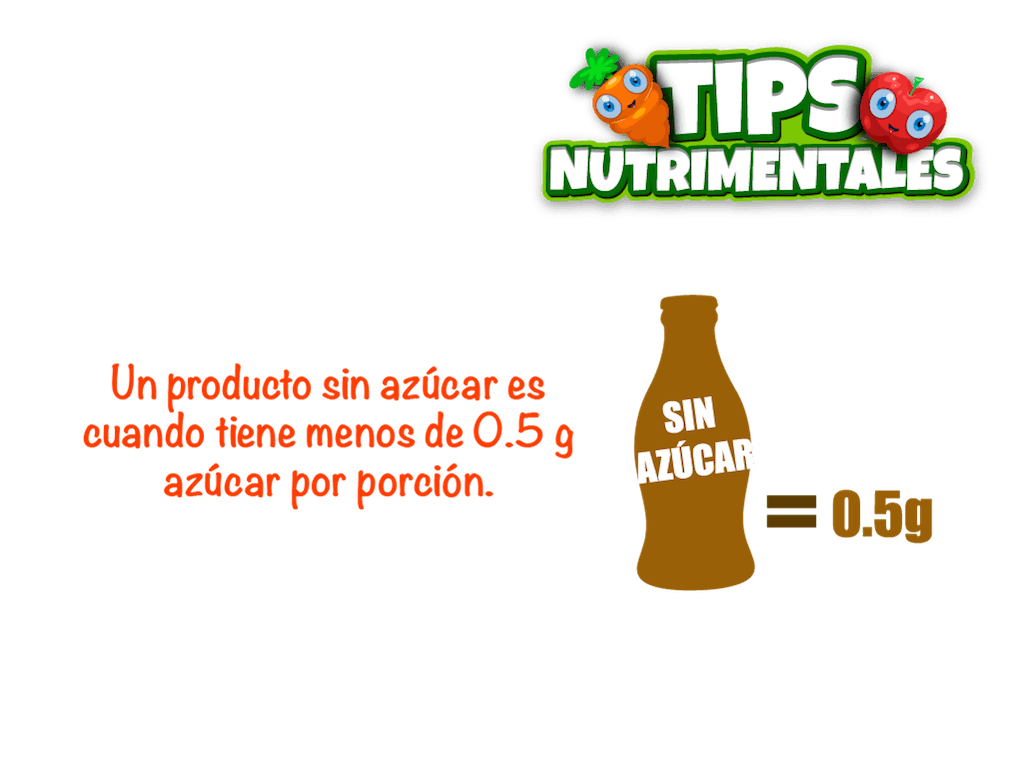 TIPS
NUTRIMENTALES
Un producto sin azúcar es
cuando tiene menos de 0.5 g
azúcar por porción.
SIN
AZÚCAR
= 0.5g